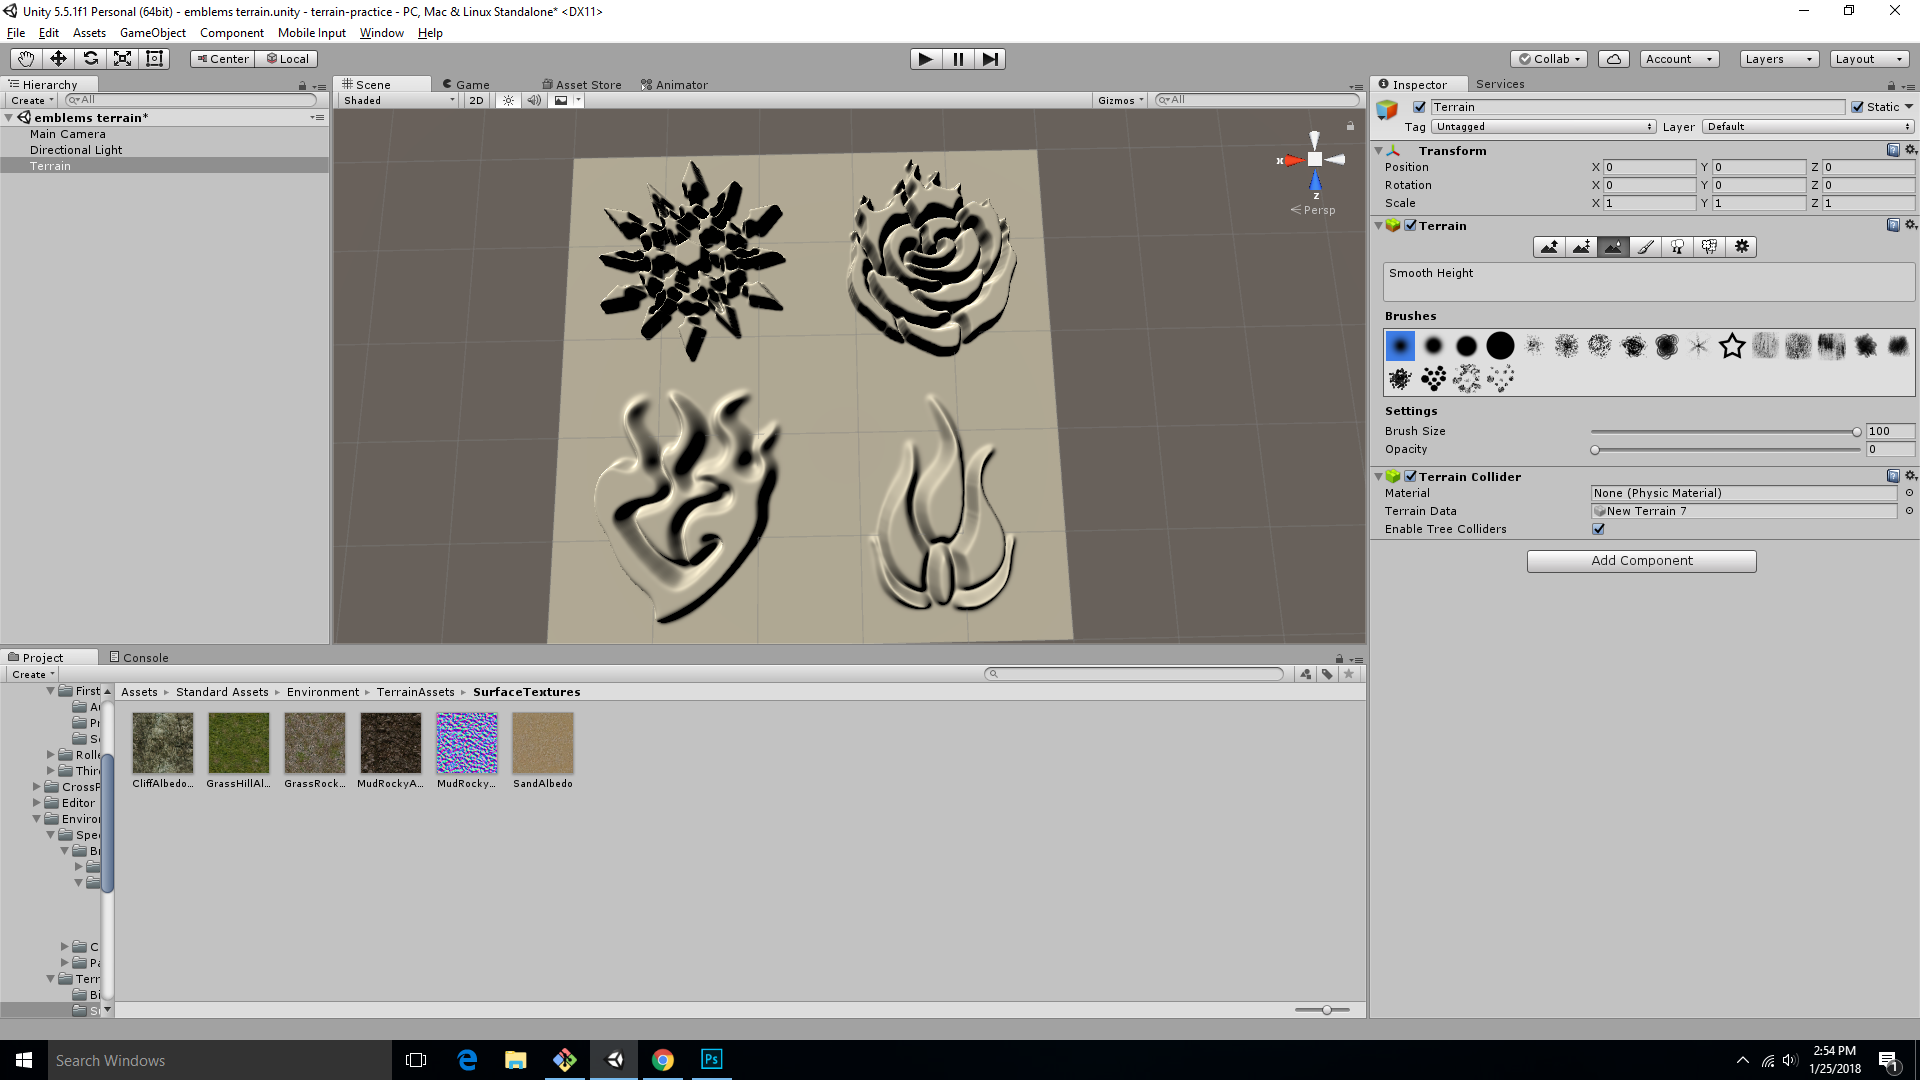 Unity 5.5.1f1 Personal (64bit) - emblems terrain.unity - terrain-practice - PC, Mac & Linux Standalone* <DX11>
File Edit Assets GameObject Component Mobile Input Window Help
Center Local
Collab Account Layers Layout
Hierarchy
Create All
emblems terrain*
Main Camera
Directional Light
Terrain
Scene Game Asset Store Animator
Shaded 2D Gizmos All
x
z
Persp
Inspector Services
Terrain Static
Tag Untagged Layer Default
Transform
Position X 0 Y 0 Z 0
Rotation X 0 Y 0 Z 0
Scale X 1 Y 1 Z 1
Terrain
Smooth Height
Brushes
Settings
Brush Size 100
Opacity 0
Terrain Collider
Material None (Physic Material)
Terrain Data New Terrain 7
Enable Tree Colliders
Add Component
Project Console
Create
First
Au
Pr
Sc
Rolle
Thir
CrossP
Editor
Enviro
Spe
B
C
Pa
Terr
Bi
S
Assets Standard Assets Environment TerrainAssets SurfaceTextures
CliffAlbedo... GrassHillAl... GrassRock... MudRockyA... MudRocky... SandAlbedo
Search Windows
Ps
2:54 PM
1/25/2018
1